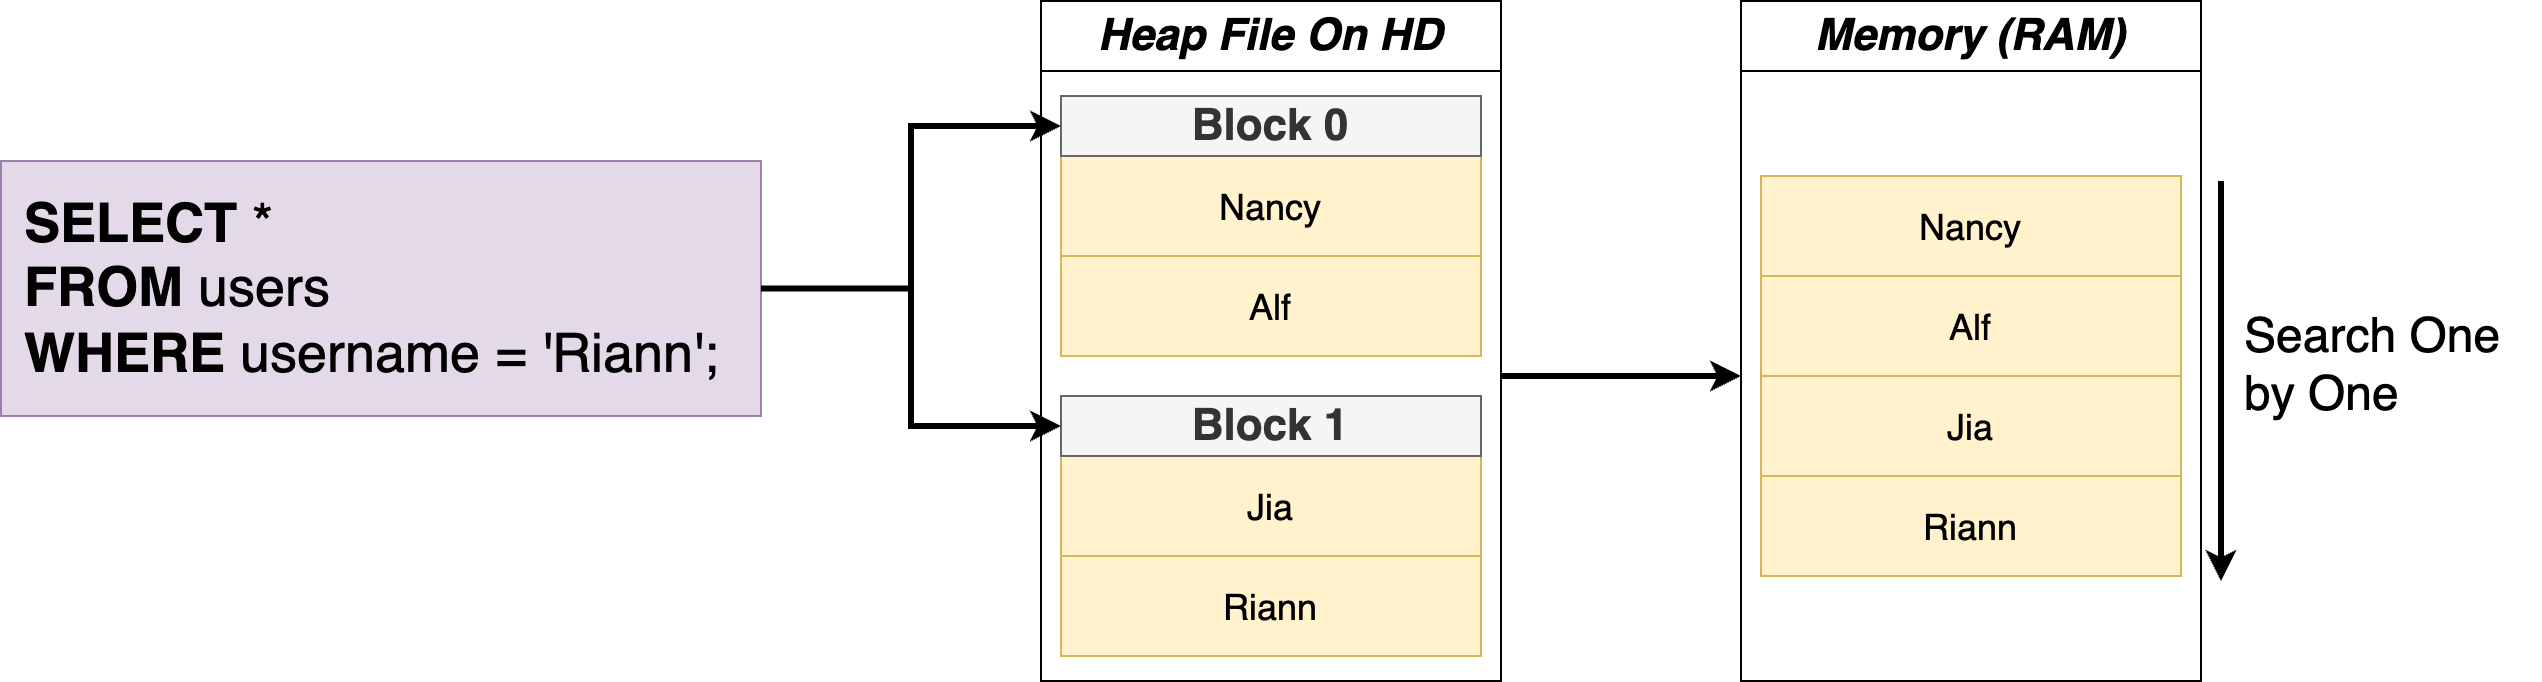 SELECT *
FROM users
WHERE username = 'Riann';
Heap File On HD
Block 0
Nancy
Alf
Block 1
Jia
Riann
Memory (RAM)
Nancy
Alf
Jia
Riann
Search One
by One